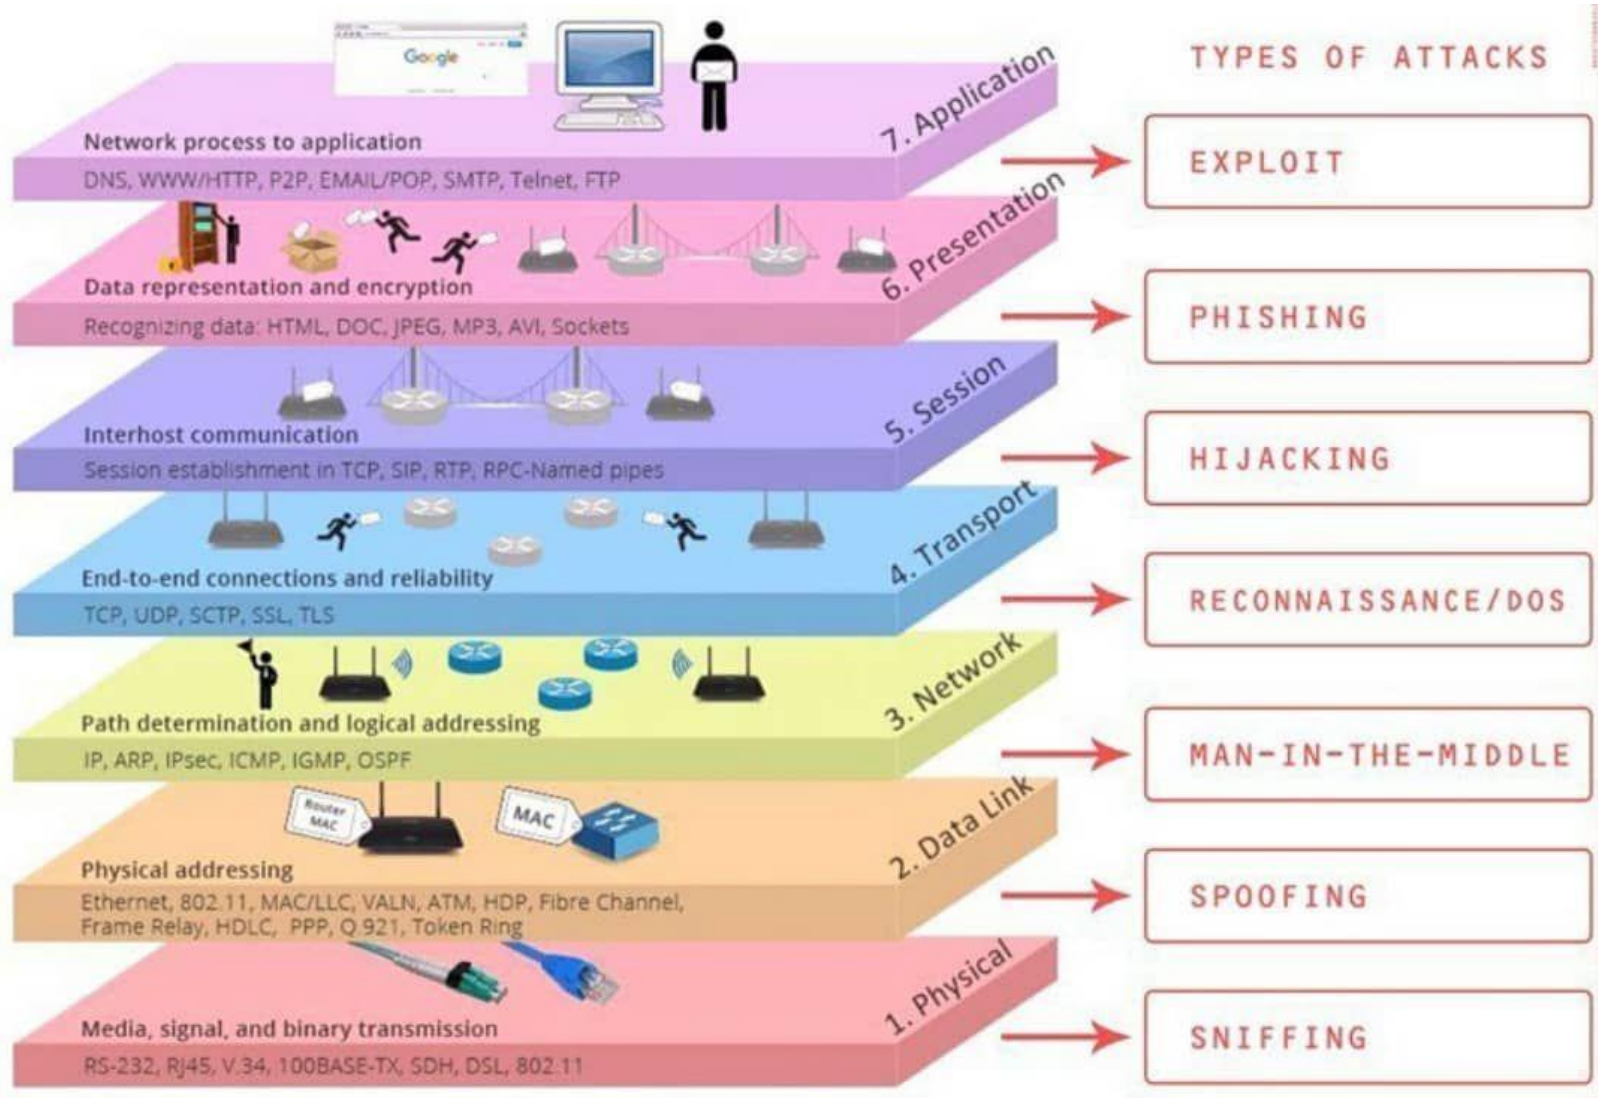 Google
TYPES OF ATTACKS
7. Application
Network process to application
DNS, WWW/HTTP, P2P, EMAIL/POP, SMTP, Telnet, FTP
EXPLOIT
6. Presentation
Data representation and encryption
Recognizing data: HTML, DOC, JPEG, MP3, AVI, Sockets
PHISHING
5. Session
Interhost communication
Session establishment in TCP, SIP, RTP, RPC-Named pipes
HIJACKING
4. Transport
End-to-end connections and reliability
TCP, UDP, SCTP, SSL, TLS
RECONNAISSANCE/DOS
3. Network
Path determination and logical addressing
IP, ARP, IPsec, ICMP, IGMP, OSPF
MAN-IN-THE-MIDDLE
2. Data Link
Router
MAC
MAC
Physical addressing
Ethernet, 802.11, MAC/LLC, VALN, ATM, HDP, Fibre Channel,
Frame Relay, HDLC, PPP, Q.921, Token Ring
SPOOFING
1. Physical
Media, signal, and binary transmission
RS-232, RJ45, V.34, 100BASE-TX, SDH, DSL, 802.11
SNIFFING